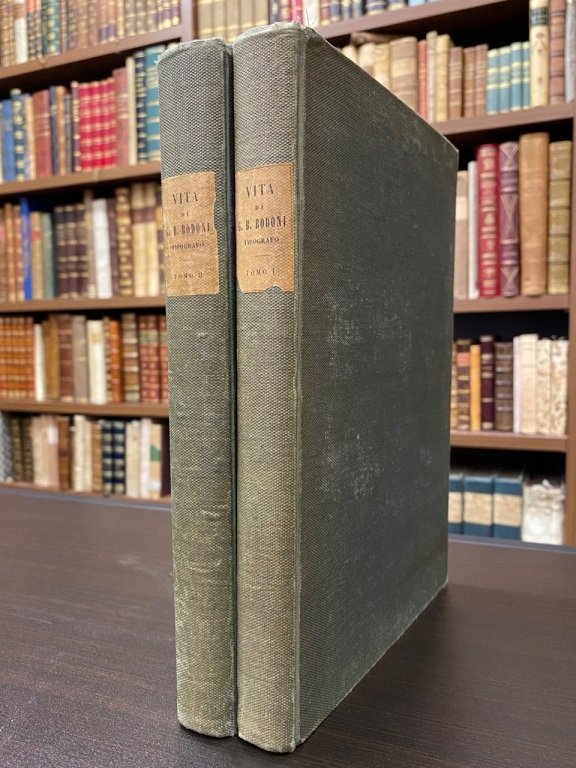 VITA
DI
G. B. BODONI
TIPOGRAFO
TOMO II
VITA
DI
G. B. BODONI
TIPOGRAFO
TOMO I